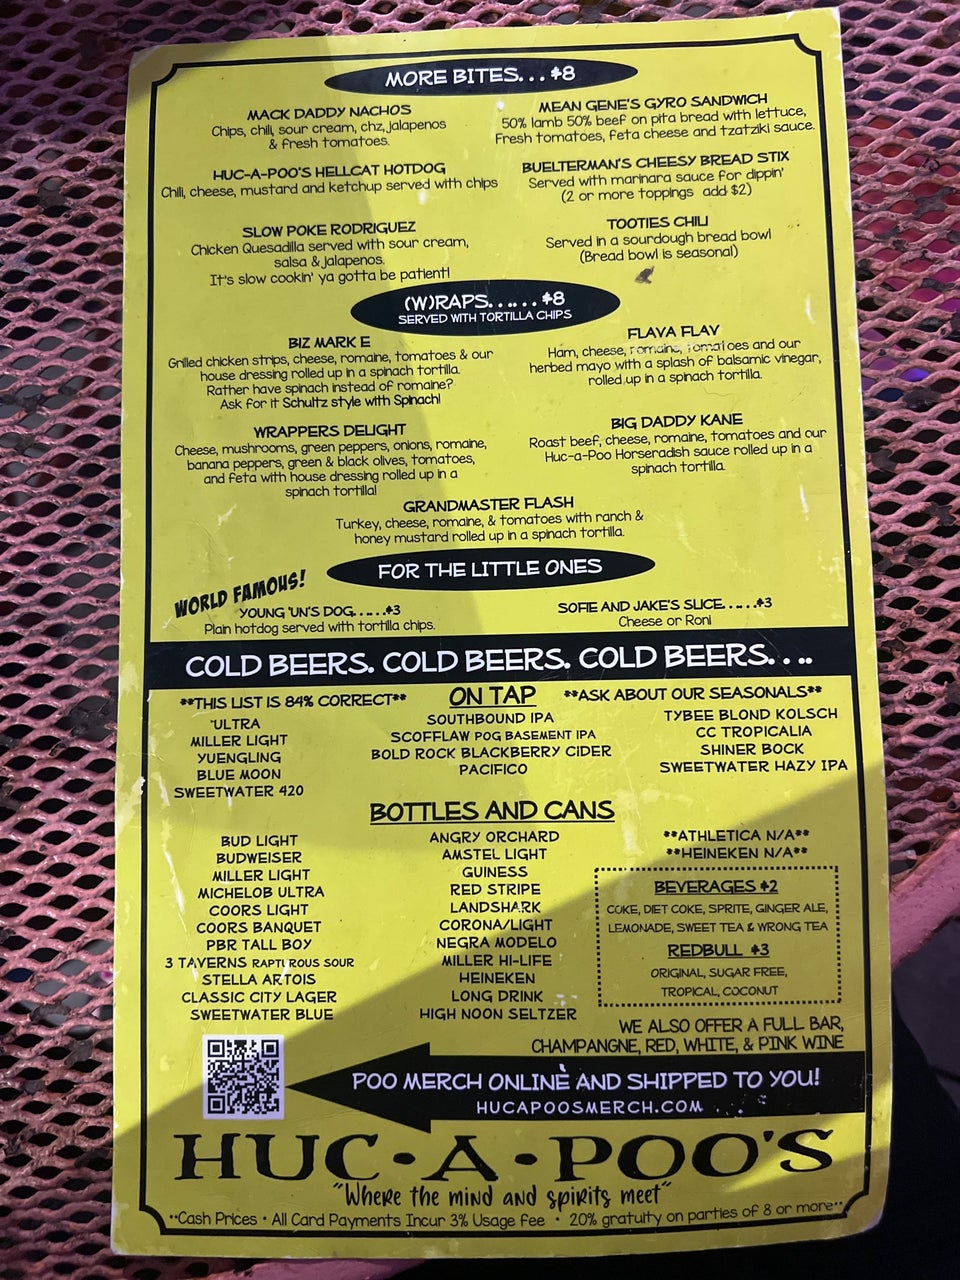 MORE BITES. . . $8
MACK DADDY NACHOS
Chips, chili, sour cream, chz, jalapenos
& fresh tomatoes.
MEAN GENE'S GYRO SANDWICH
50% lamb 50% beef on pita bread with lettuce,
Fresh tomatoes, feta cheese and tzatziki sauce.
HUC-A-POO'S HELLCAT HOTDOG
Chili, cheese, mustard and ketchup served with chips
BUELTERMAN'S CHEESY BREAD STIX
Served with marinara sauce for dippin'
(2 or more toppings add $2)
SLOW POKE RODRIGUEZ
Chicken Quesadilla served with sour cream,
salsa & jalapenos.
It's slow cookin' ya gotta be patient!
TOOTIES CHILI
Served in a sourdough bread bowl
(Bread bowl is seasonal)
(W)RAPS. . . . . . $8
SERVED WITH TORTILLA CHIPS
BIZ MARK E
Grilled chicken strips, cheese, romaine, tomatoes & our
house dressing rolled up in a spinach tortilla.
Rather have spinach instead of romaine?
Ask for it Schultz style with Spinach!
FLAVA FLAV
Ham, cheese, romaine, tomatoes and our
herbed mayo with a splash of balsamic vinegar,
rolled up in a spinach tortilla.
WRAPPERS DELIGHT
Cheese, mushrooms, green peppers, onions, romaine,
banana peppers, green & black olives, tomatoes,
and feta with house dressing rolled up in a
spinach tortilla!
BIG DADDY KANE
Roast beef, cheese, romaine, tomatoes and our
Huc-a-Poo Horseradish sauce rolled up in a
spinach tortilla.
GRANDMASTER FLASH
Turkey, cheese, romaine, & tomatoes with ranch &
honey mustard rolled up in a spinach tortilla.
FOR THE LITTLE ONES
WORLD FAMOUS!
YOUNG 'UN'S DOG. . . . . .$3
Plain hotdog served with tortilla chips.
SOFIE AND JAKE'S SLICE. . . . . .$3
Cheese or Roni
COLD BEERS. COLD BEERS. COLD BEERS. . . .
**THIS LIST IS 84% CORRECT**
ON TAP
**ASK ABOUT OUR SEASONALS**
'ULTRA
MILLER LIGHT
YUENGLING
BLUE MOON
SWEETWATER 420
SOUTHBOUND IPA
SCOFFLAW POG BASEMENT IPA
BOLD ROCK BLACKBERRY CIDER
PACIFICO
TYBEE BLOND KOLSCH
CC TROPICALIA
SHINER BOCK
SWEETWATER HAZY IPA
BOTTLES AND CANS
BUD LIGHT
BUDWEISER
MILLER LIGHT
MICHELOB ULTRA
COORS LIGHT
COORS BANQUET
PBR TALL BOY
3 TAVERNS RAPTUROUS SOUR
STELLA ARTOIS
CLASSIC CITY LAGER
SWEETWATER BLUE
ANGRY ORCHARD
AMSTEL LIGHT
GUINESS
RED STRIPE
LANDSHARK
CORONA/LIGHT
NEGRA MODELO
MILLER HI-LIFE
HEINEKEN
LONG DRINK
HIGH NOON SELTZER
**ATHLETICA N/A**
**HEINEKEN N/A**
BEVERAGES $2
COKE, DIET COKE, SPRITE, GINGER ALE,
LEMONADE, SWEET TEA & WRONG TEA
REDBULL $3
ORIGINAL, SUGAR FREE,
TROPICAL, COCONUT
WE ALSO OFFER A FULL BAR,
CHAMPANGNE, RED, WHITE, & PINK WINE
POO MERCH ONLINE AND SHIPPED TO YOU!
HUCAPOOSMERCH.COM
HUC•A•POO'S
"Where the mind and spirits meet"
**Cash Prices • All Card Payments Incur 3% Usage fee • 20% gratuity on parties of 8 or more**